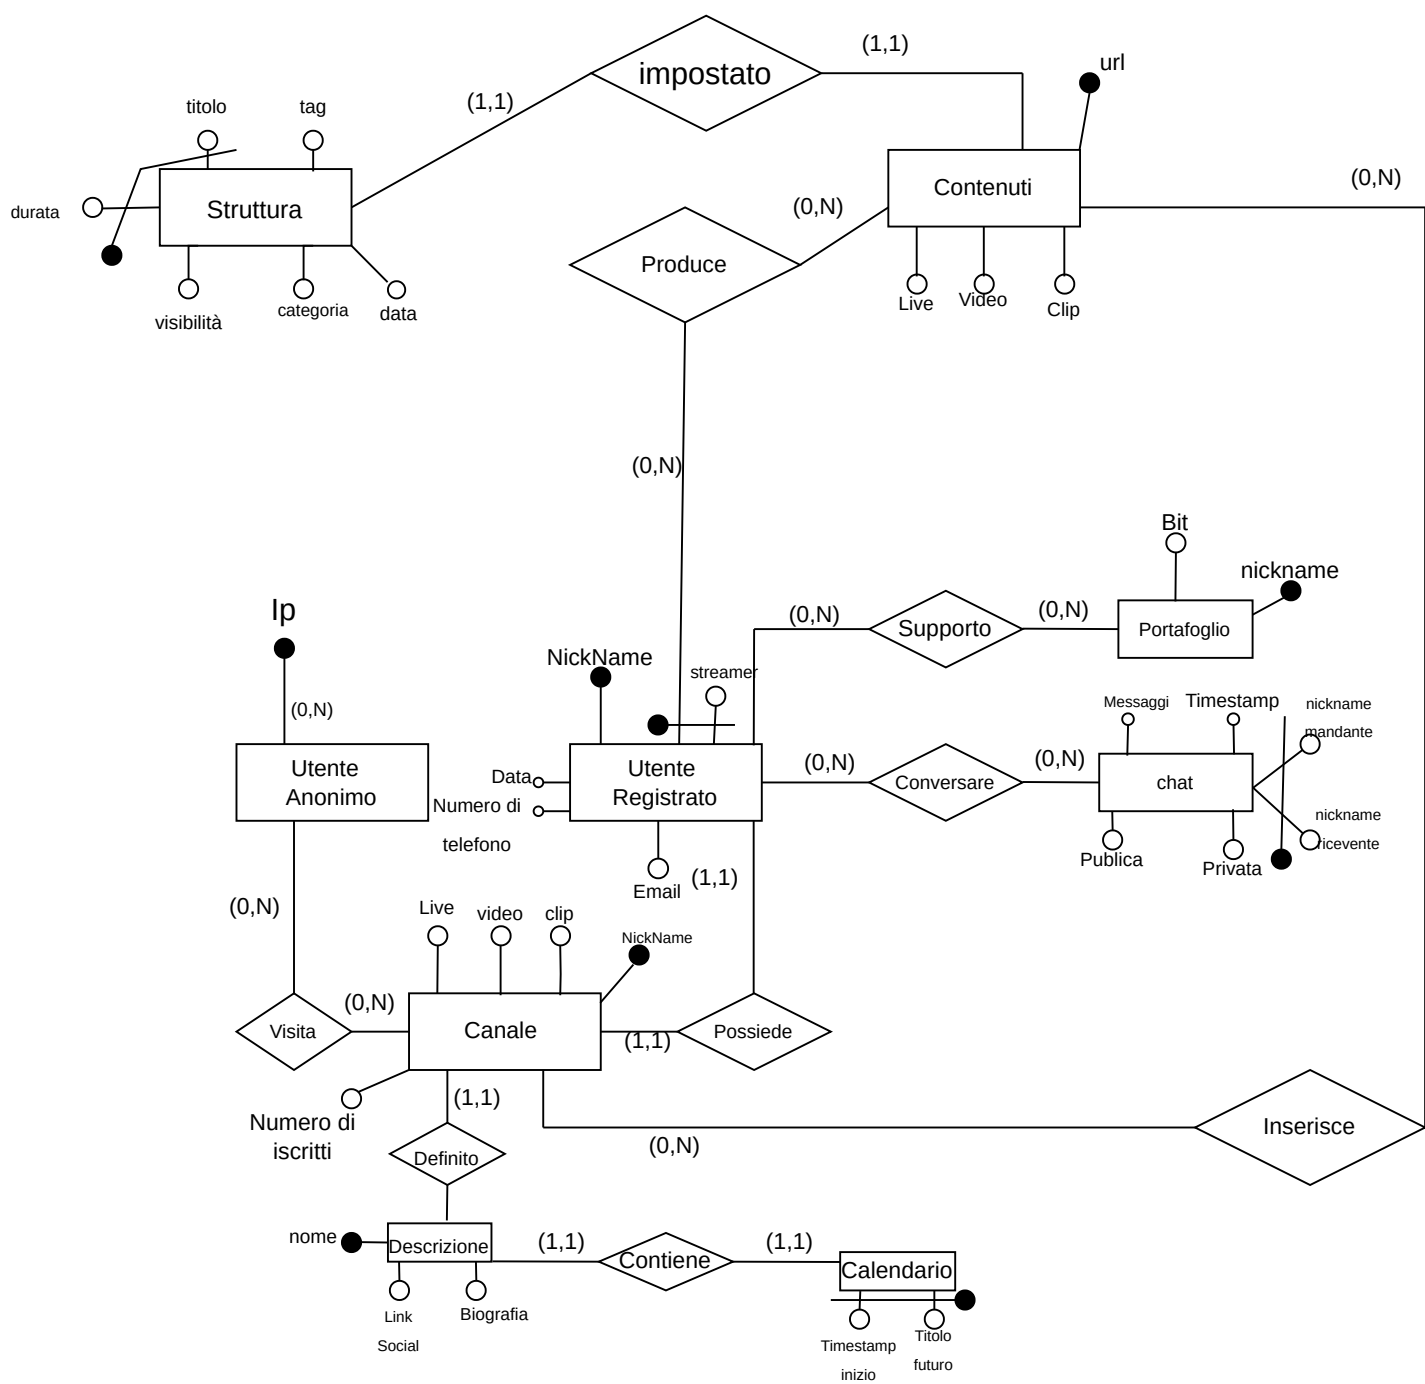 impostato
(1,1)
(1,1)
url
titolo
tag
durata
Struttura
visibilità
categoria
data
Contenuti
(0,N)
(0,N)
Produce
Live
Video
Clip
(0,N)
Bit
nickname
(0,N)
Supporto
(0,N)
Portafoglio
Ip
(0,N)
NickName
streamer
Messaggi
Timestamp
nickname
mandante
Utente
Anonimo
Data
Numero di
telefono
Utente
Registrato
(0,N)
Conversare
(0,N)
chat
nickname
ricevente
Publica
Privata
Email
(1,1)
(0,N)
Live
video
clip
NickName
(0,N)
Visita
Canale
(1,1)
Possiede
Numero di
iscritti
(1,1)
(0,N)
Inserisce
Definito
nome
Descrizione
(1,1)
Contiene
(1,1)
Calendario
Link
Social
Biografia
Timestamp
inizio
Titolo
futuro